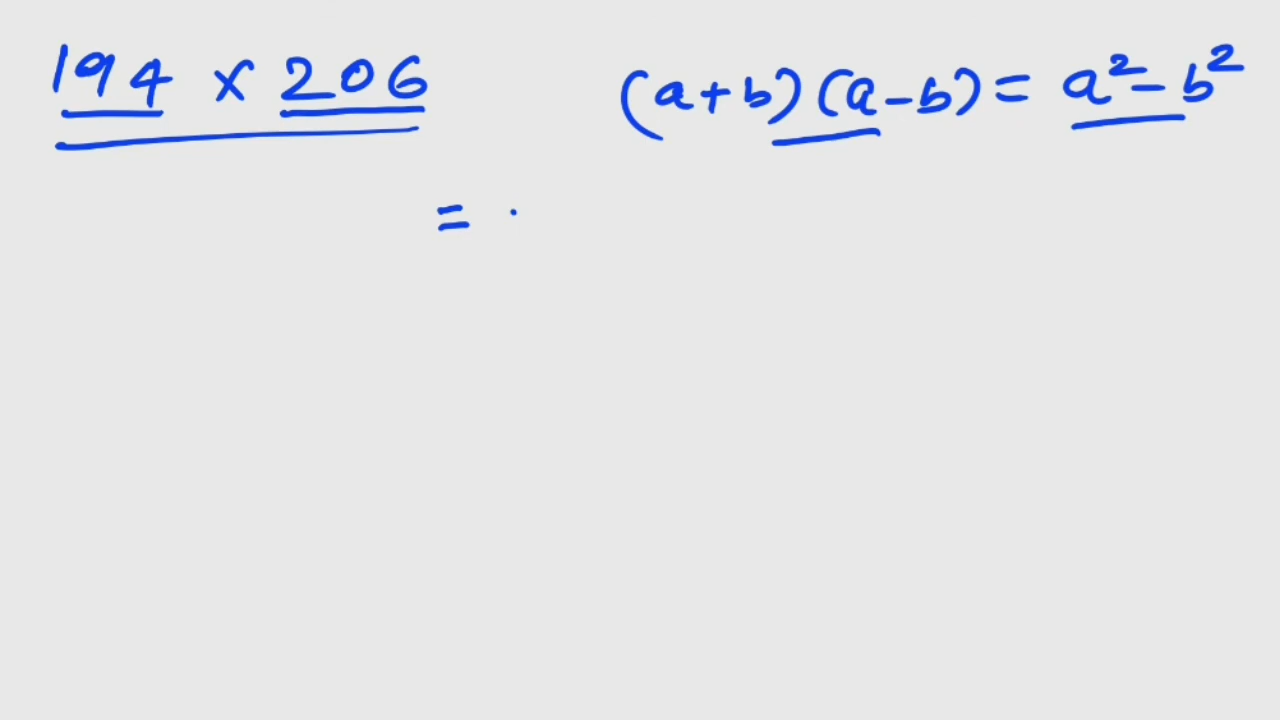 194 × 206 (a+b)(a-b) = a²-b²
=